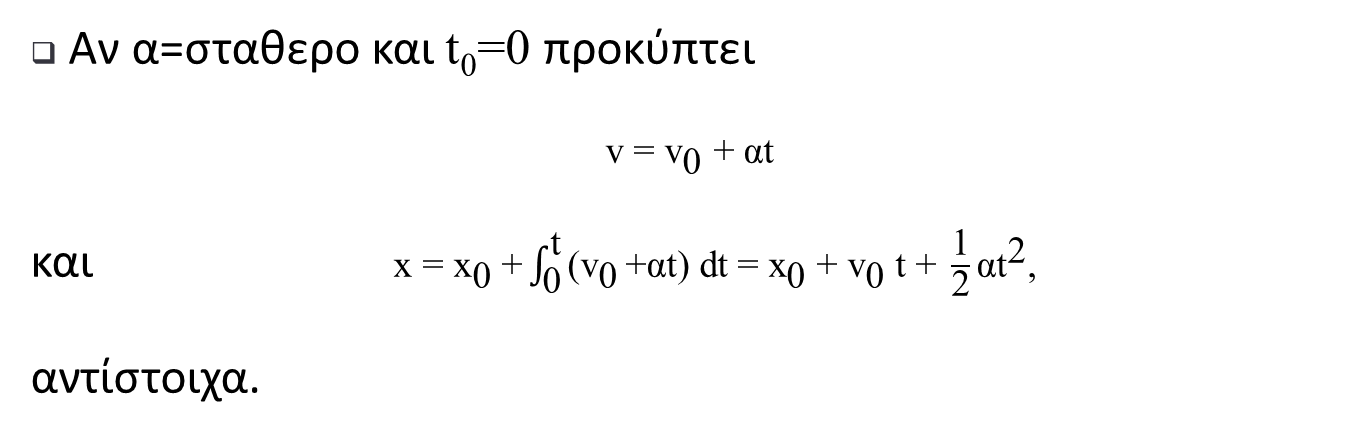 ❑ Αν α=σταθερο και t₀=0 προκύπτει
v = v₀ + αt
και x = x₀ + ∫₀ᵗ (v₀ +αt) dt = x₀ + v₀ t + ½ αt²,
αντίστοιχα.